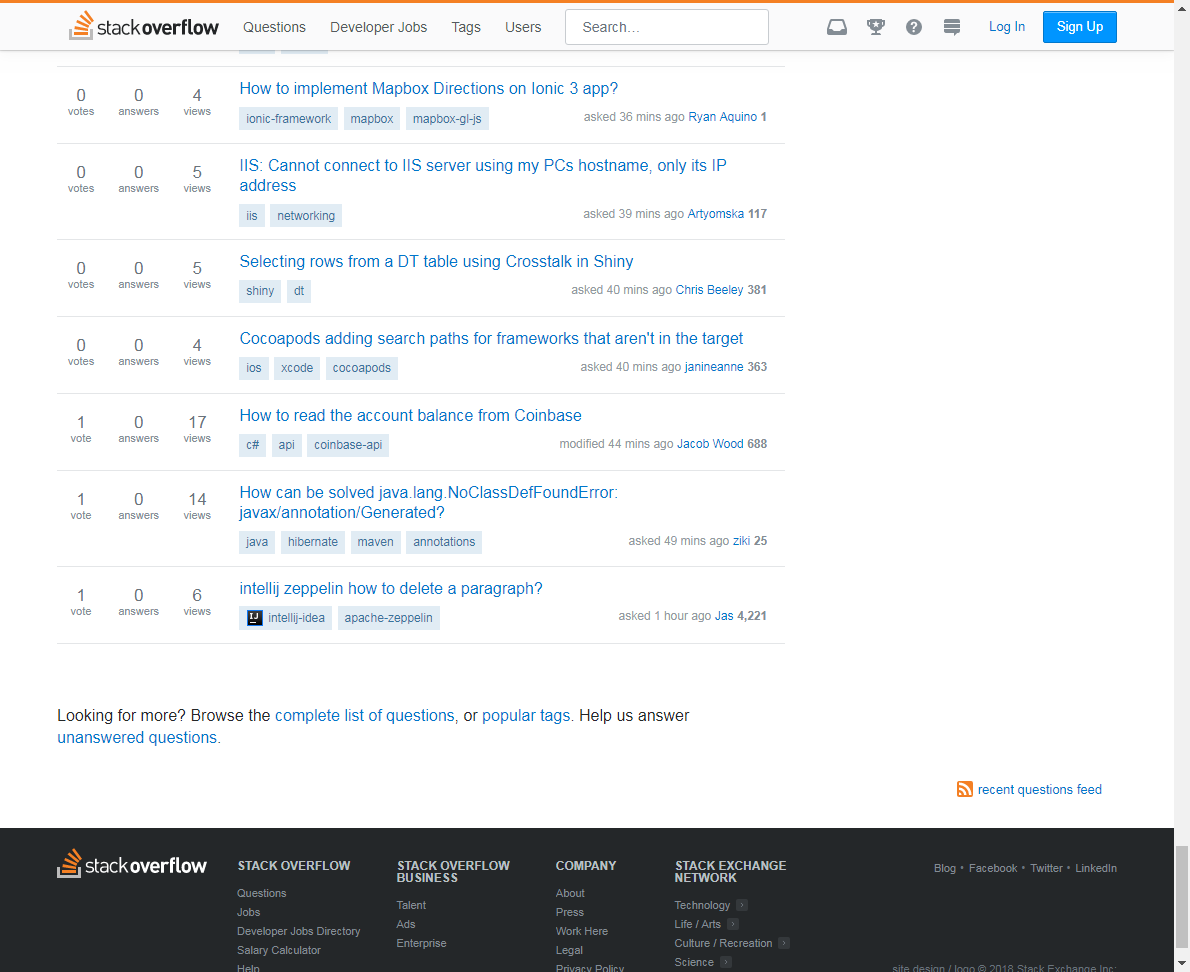 stack overflow Questions Developer Jobs Tags Users Search... Log In Sign Up
0 votes 0 answers 4 views How to implement Mapbox Directions on Ionic 3 app?
ionic-framework mapbox mapbox-gl-js asked 36 mins ago Ryan Aquino 1
0 votes 0 answers 5 views IIS: Cannot connect to IIS server using my PCs hostname, only its IP
address
iis networking asked 39 mins ago Artyomska 117
0 votes 0 answers 5 views Selecting rows from a DT table using Crosstalk in Shiny
shiny dt asked 40 mins ago Chris Beeley 381
0 votes 0 answers 4 views Cocoapods adding search paths for frameworks that aren't in the target
ios xcode cocoapods asked 40 mins ago janineanne 363
1 vote 0 answers 17 views How to read the account balance from Coinbase
c# api coinbase-api modified 44 mins ago Jacob Wood 688
1 vote 0 answers 14 views How can be solved java.lang.NoClassDefFoundError:
javax/annotation/Generated?
java hibernate maven annotations asked 49 mins ago ziki 25
1 vote 0 answers 6 views intellij zeppelin how to delete a paragraph?
IJ intellij-idea apache-zeppelin asked 1 hour ago Jas 4,221
Looking for more? Browse the complete list of questions, or popular tags. Help us answer
unanswered questions.
recent questions feed
stack overflow
STACK OVERFLOW
Questions
Jobs
Developer Jobs Directory
Salary Calculator
Help
STACK OVERFLOW
BUSINESS
Talent
Ads
Enterprise
COMPANY
About
Press
Work Here
Legal
Privacy Policy
STACK EXCHANGE
NETWORK
Technology
Life / Arts
Culture / Recreation
Science
Blog • Facebook • Twitter • LinkedIn
site design / logo © 2018 Stack Exchange Inc;